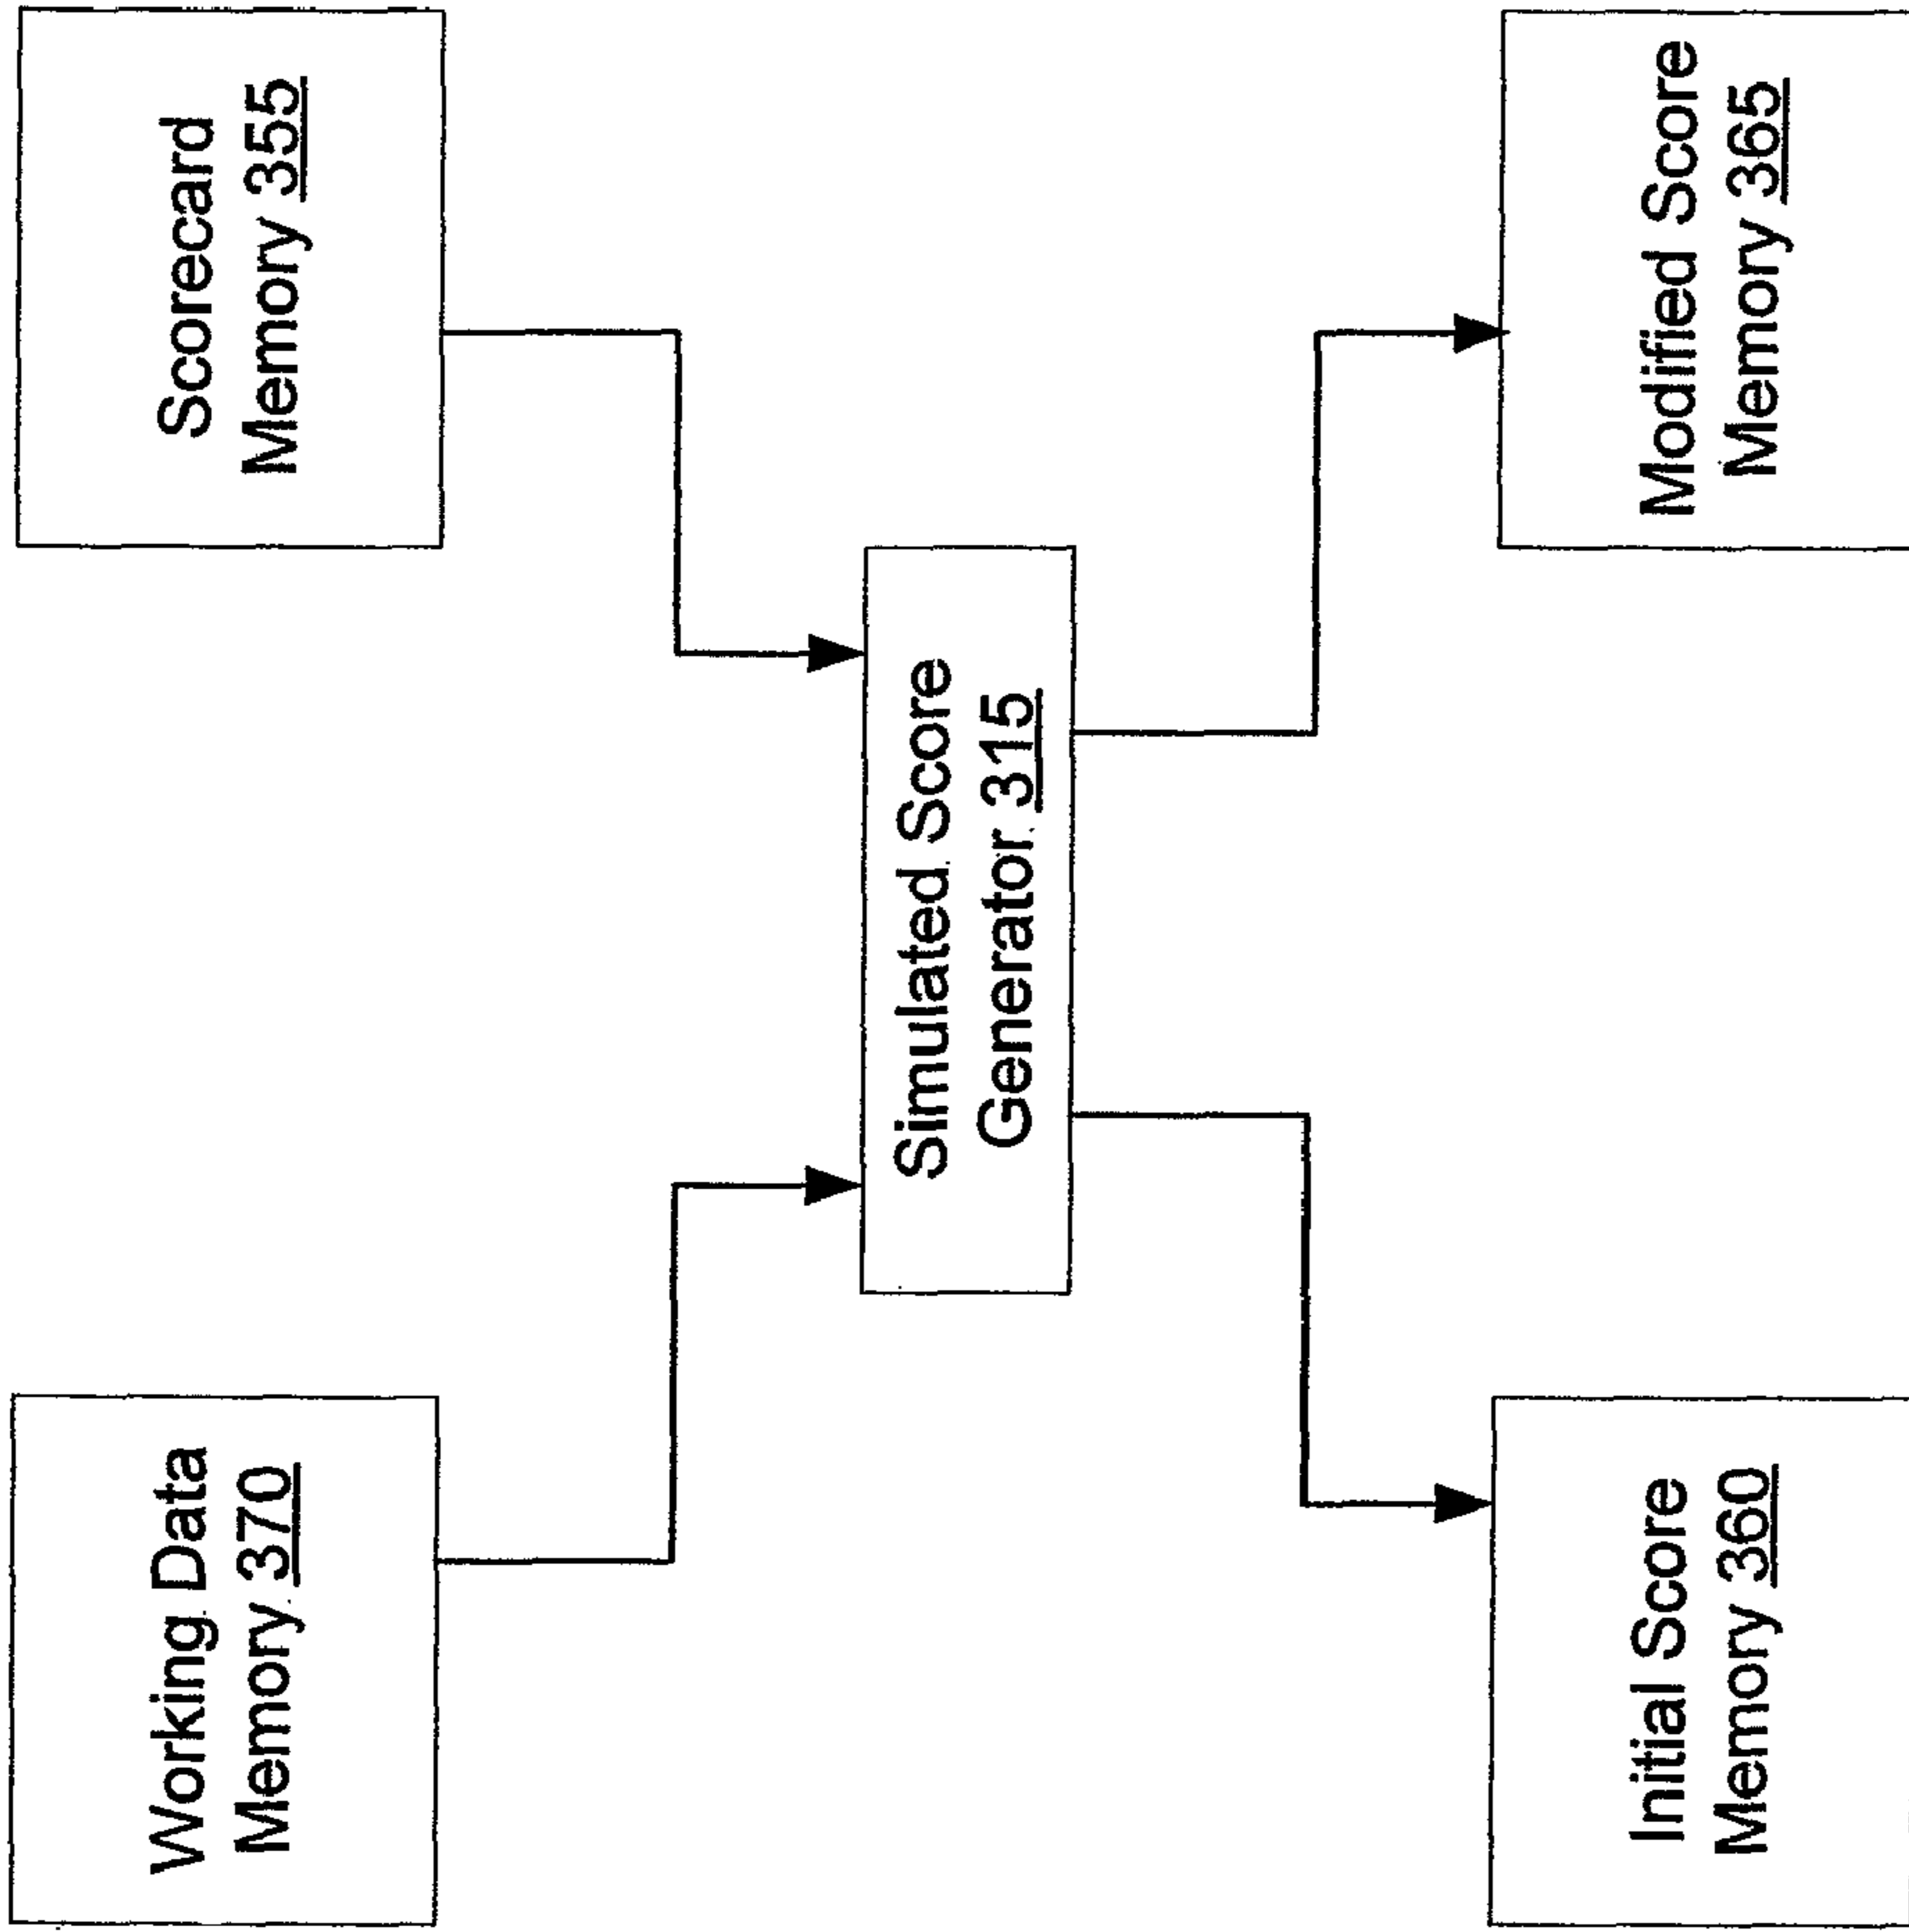 Working Data
Memory 370
Scorecard
Memory 355
Simulated Score
Generator 315
Initial Score
Memory 360
Modified Score
Memory 365